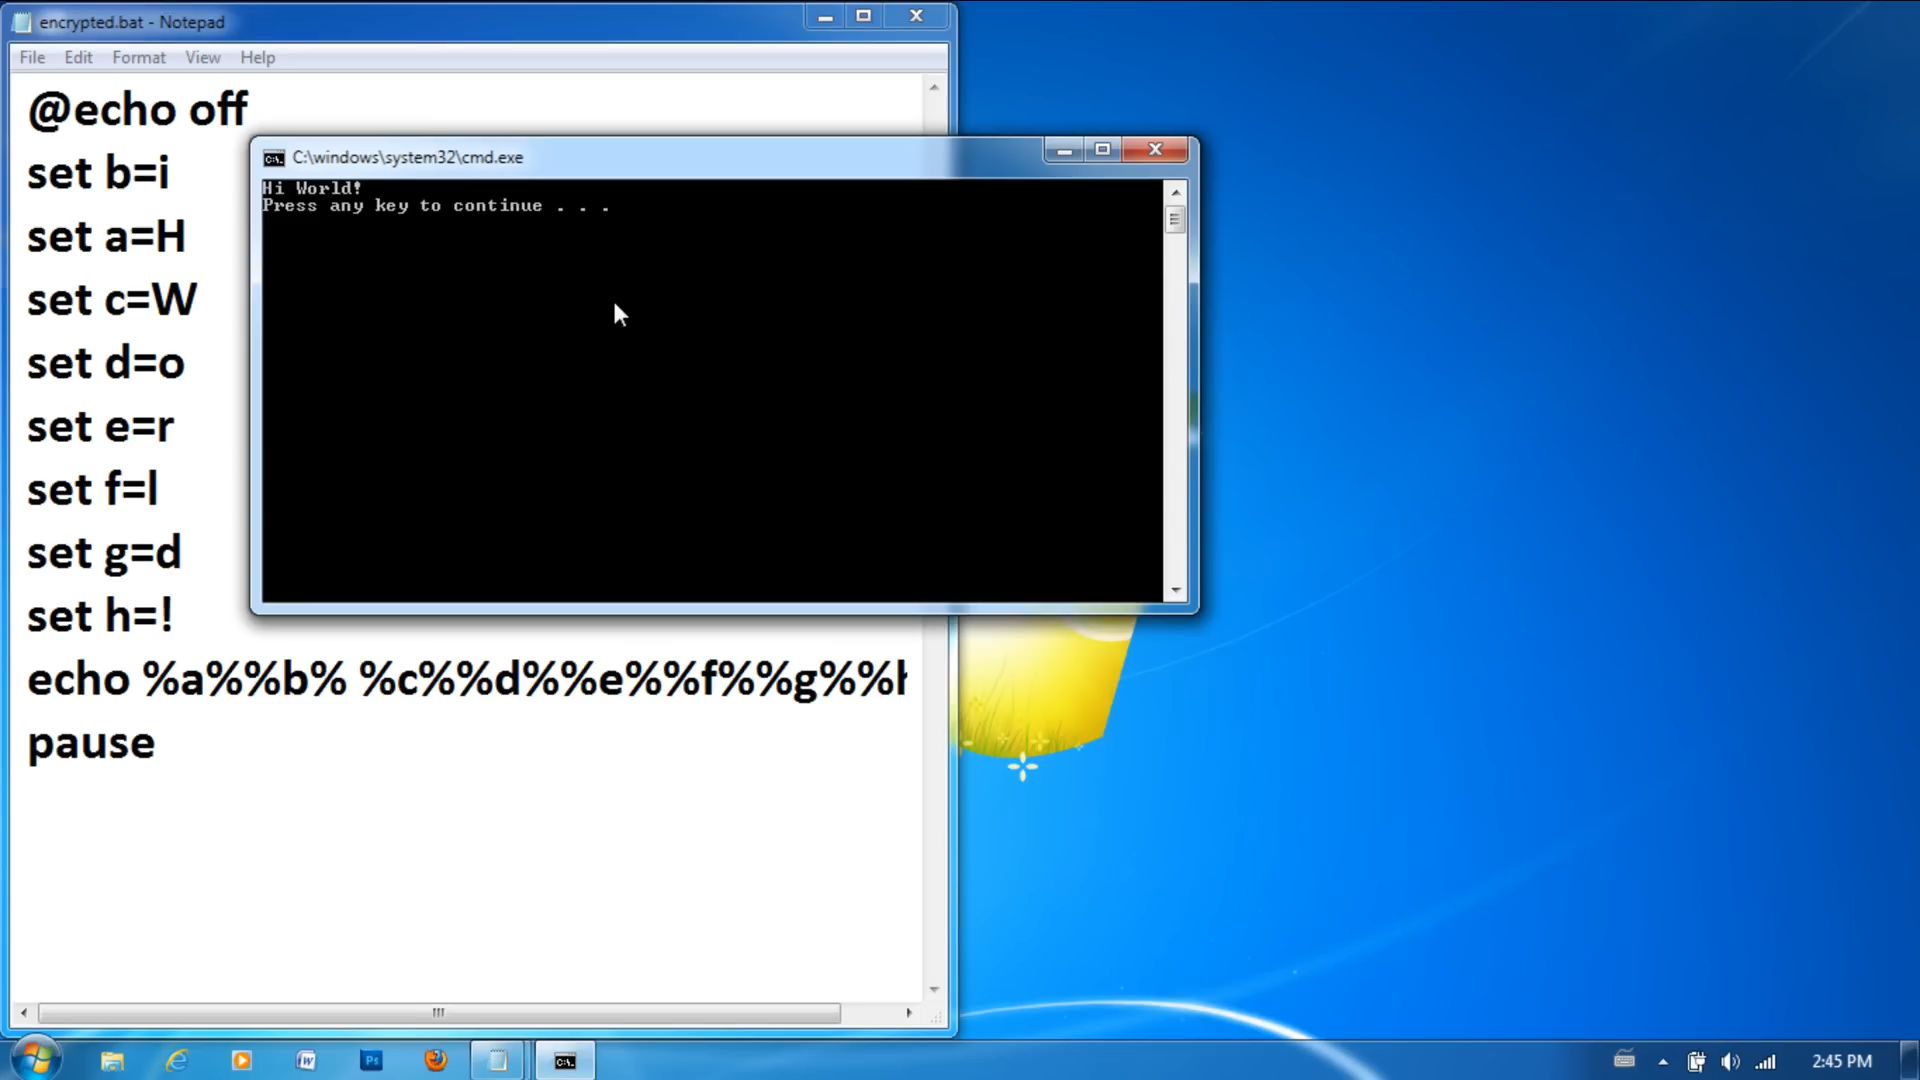 encrypted.bat - Notepad
File Edit Format View Help
@echo off
set b=i
set a=H
set c=W
set d=o
set e=r
set f=l
set g=d
set h=!
echo %a%%b% %c%%d%%e%%f%%g%%h
pause
C:\windows\system32\cmd.exe
Hi World!
Press any key to continue . . .
2:45 PM